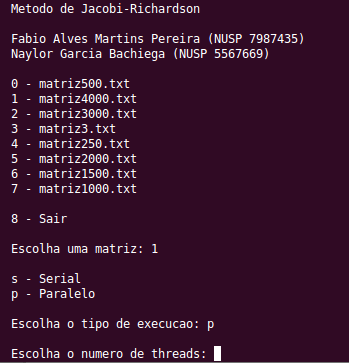 Metodo de Jacobi-Richardson
Fabio Alves Martins Pereira (NUSP 7987435)
Naylor Garcia Bachiega (NUSP 5567669)
0 - matriz500.txt
1 - matriz4000.txt
2 - matriz3000.txt
3 - matriz3.txt
4 - matriz250.txt
5 - matriz2000.txt
6 - matriz1500.txt
7 - matriz1000.txt
8 - Sair
Escolha uma matriz: 1
s - Serial
p - Paralelo
Escolha o tipo de execucao: p
Escolha o numero de threads: